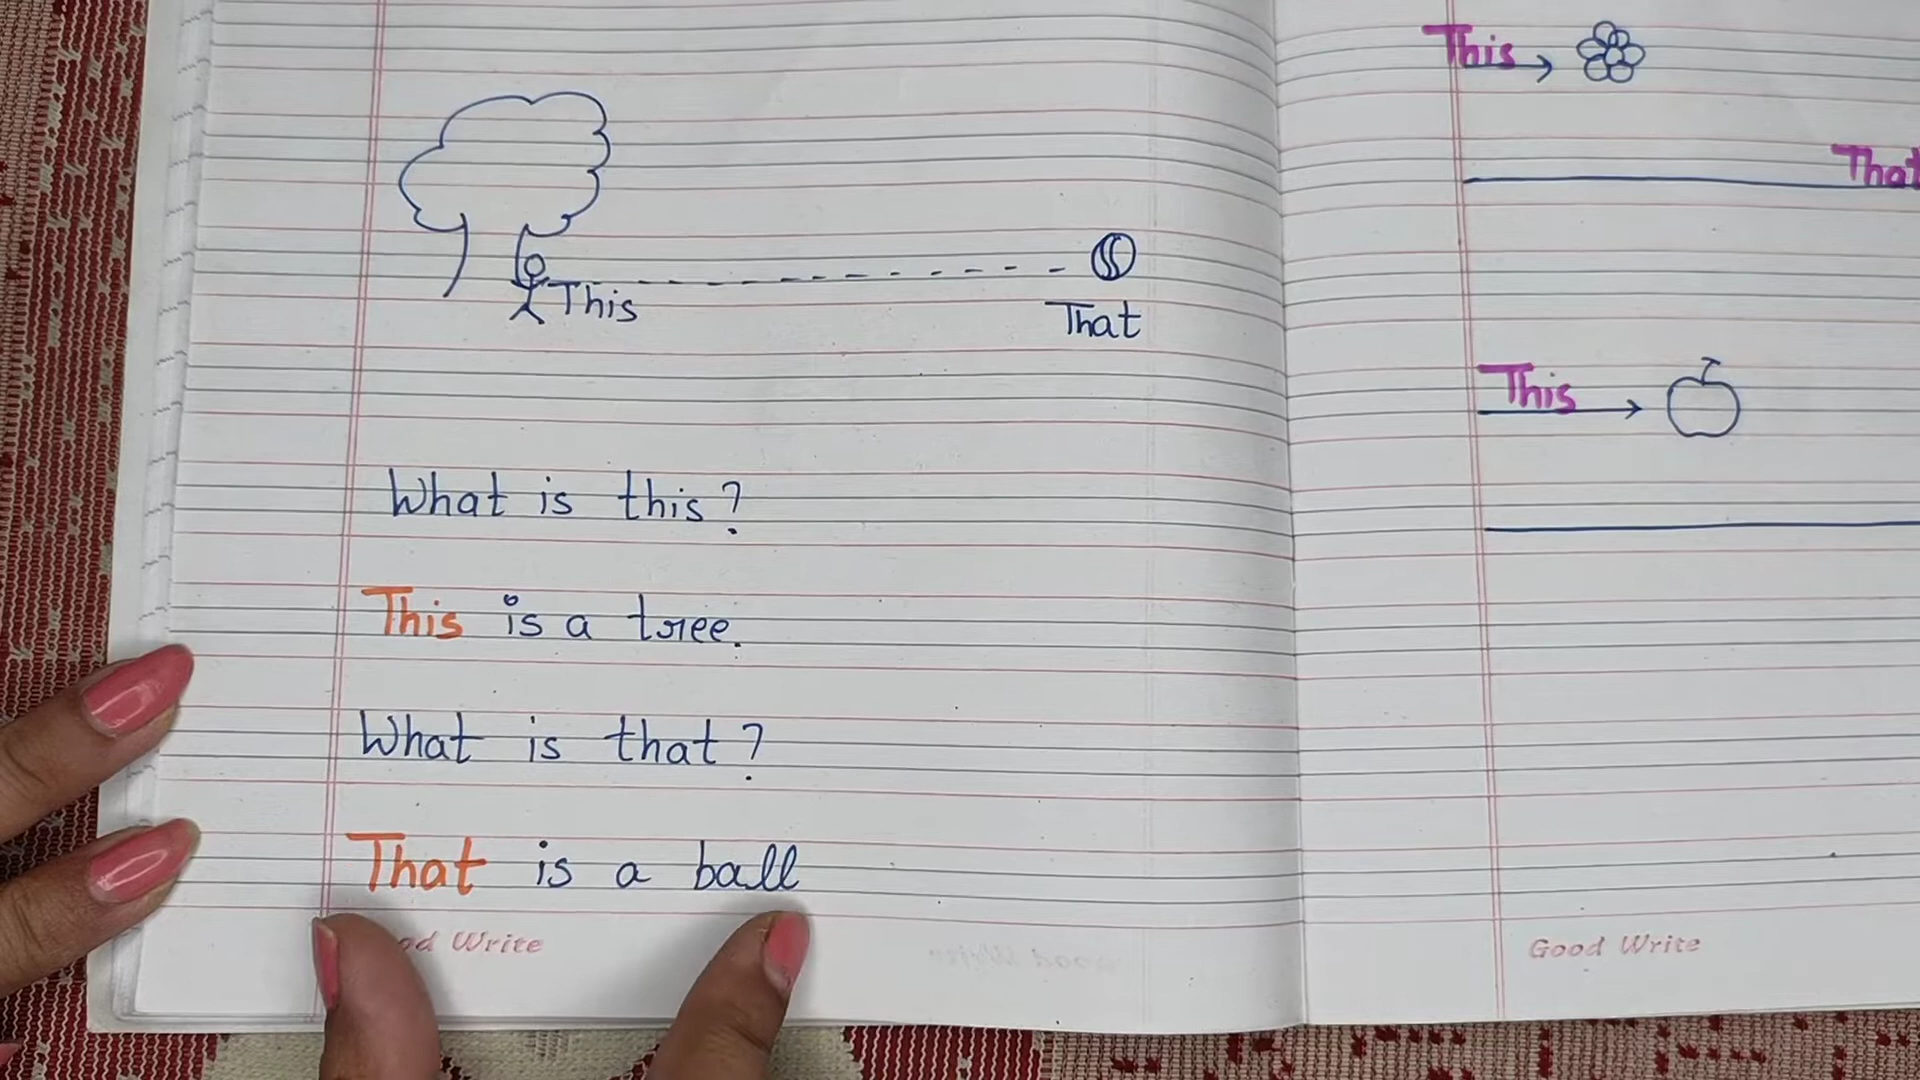 This That
What is this?
This is a tree.
What is that?
That is a ball
Write
This
That
This
Good Write